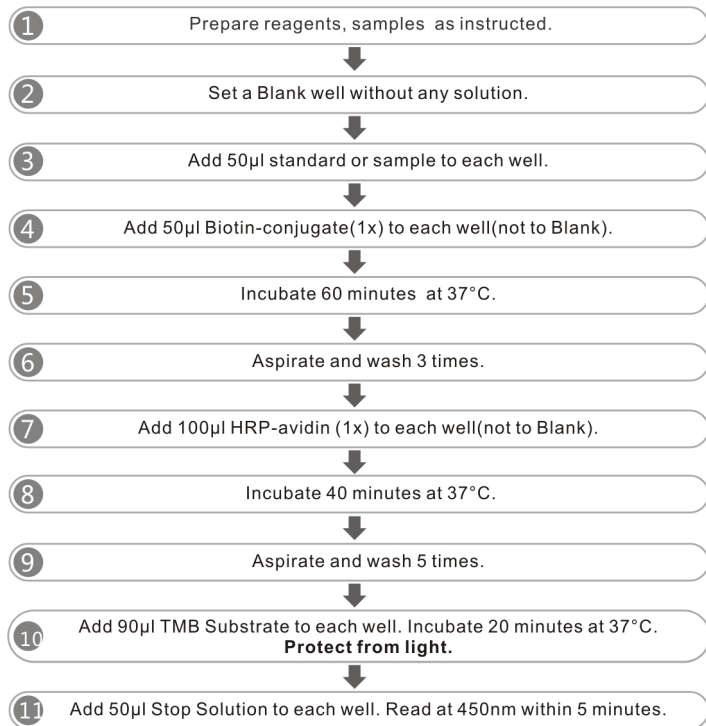 1 Prepare reagents, samples as instructed.
2 Set a Blank well without any solution.
3 Add 50μl standard or sample to each well.
4 Add 50μl Biotin-conjugate(1x) to each well(not to Blank).
5 Incubate 60 minutes at 37°C.
6 Aspirate and wash 3 times.
7 Add 100μl HRP-avidin (1x) to each well(not to Blank).
8 Incubate 40 minutes at 37°C.
9 Aspirate and wash 5 times.
10 Add 90μl TMB Substrate to each well. Incubate 20 minutes at 37°C.
Protect from light.
11 Add 50μl Stop Solution to each well. Read at 450nm within 5 minutes.